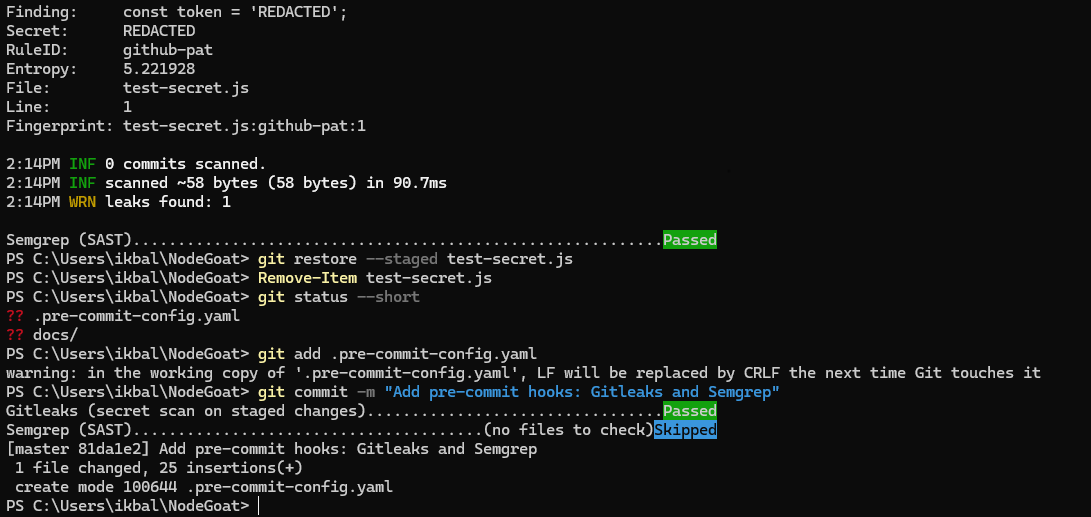 Finding:     const token = 'REDACTED';
Secret:      REDACTED
RuleID:      github-pat
Entropy:     5.221928
File:        test-secret.js
Line:        1
Fingerprint: test-secret.js:github-pat:1
2:14PM INF 0 commits scanned.
2:14PM INF scanned ~58 bytes (58 bytes) in 90.7ms
2:14PM WRN leaks found: 1
Semgrep (SAST)...........................................................Passed
PS C:\Users\ikbal\NodeGoat> git restore --staged test-secret.js
PS C:\Users\ikbal\NodeGoat> Remove-Item test-secret.js
PS C:\Users\ikbal\NodeGoat> git status --short
?? .pre-commit-config.yaml
?? docs/
PS C:\Users\ikbal\NodeGoat> git add .pre-commit-config.yaml
warning: in the working copy of '.pre-commit-config.yaml', LF will be replaced by CRLF the next time Git touches it
PS C:\Users\ikbal\NodeGoat> git commit -m "Add pre-commit hooks: Gitleaks and Semgrep"
Gitleaks (secret scan on staged changes).................................Passed
Semgrep (SAST).......................................(no files to check)Skipped
[master 81da1e2] Add pre-commit hooks: Gitleaks and Semgrep
 1 file changed, 25 insertions(+)
 create mode 100644 .pre-commit-config.yaml
PS C:\Users\ikbal\NodeGoat>